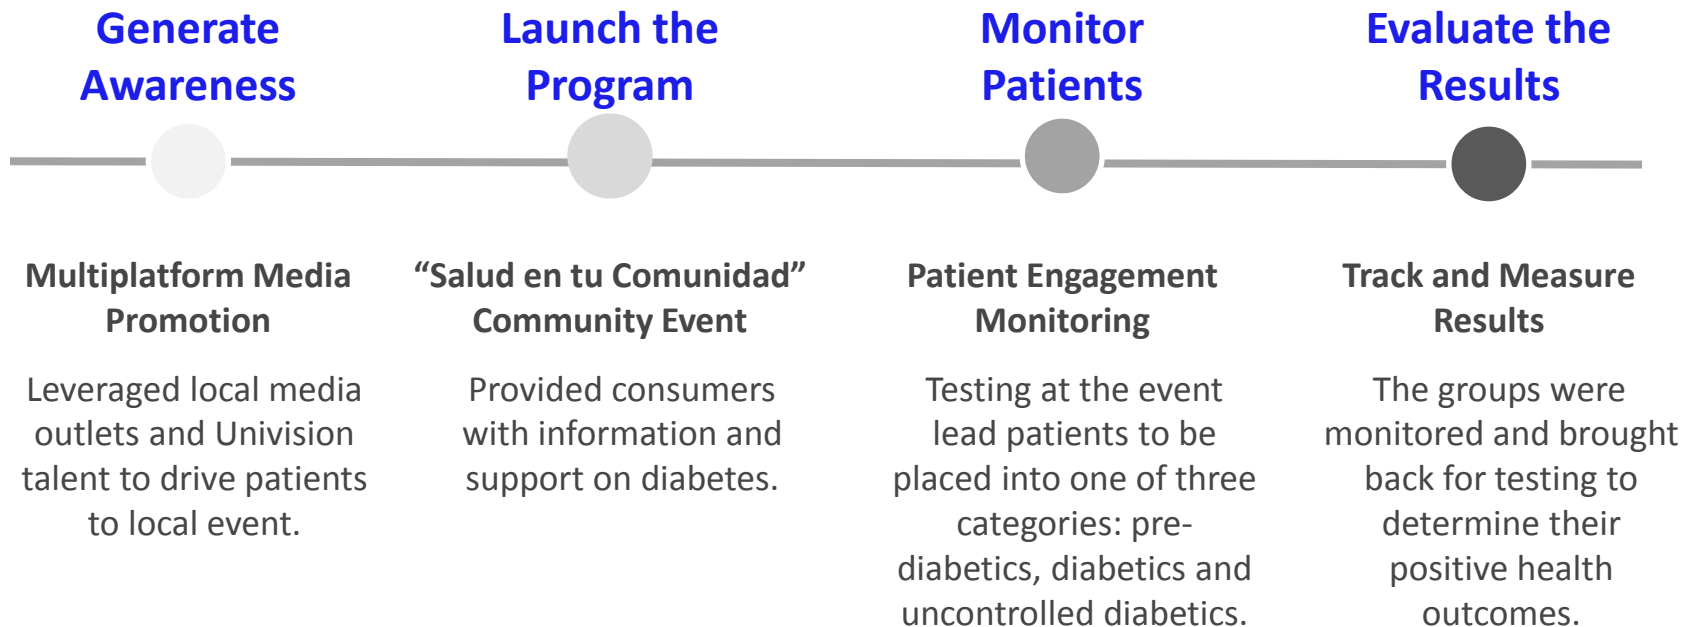 Generate
Awareness
Launch the
Program
Monitor
Patients
Evaluate the
Results
Multiplatform Media
Promotion
Leveraged local media
outlets and Univision
talent to drive patients
to local event.
“Salud en tu Comunidad”
Community Event
Provided consumers
with information and
support on diabetes.
Patient Engagement
Monitoring
Testing at the event
lead patients to be
placed into one of three
categories: pre-
diabetics, diabetics and
uncontrolled diabetics.
Track and Measure
Results
The groups were
monitored and brought
back for testing to
determine their
positive health
outcomes.